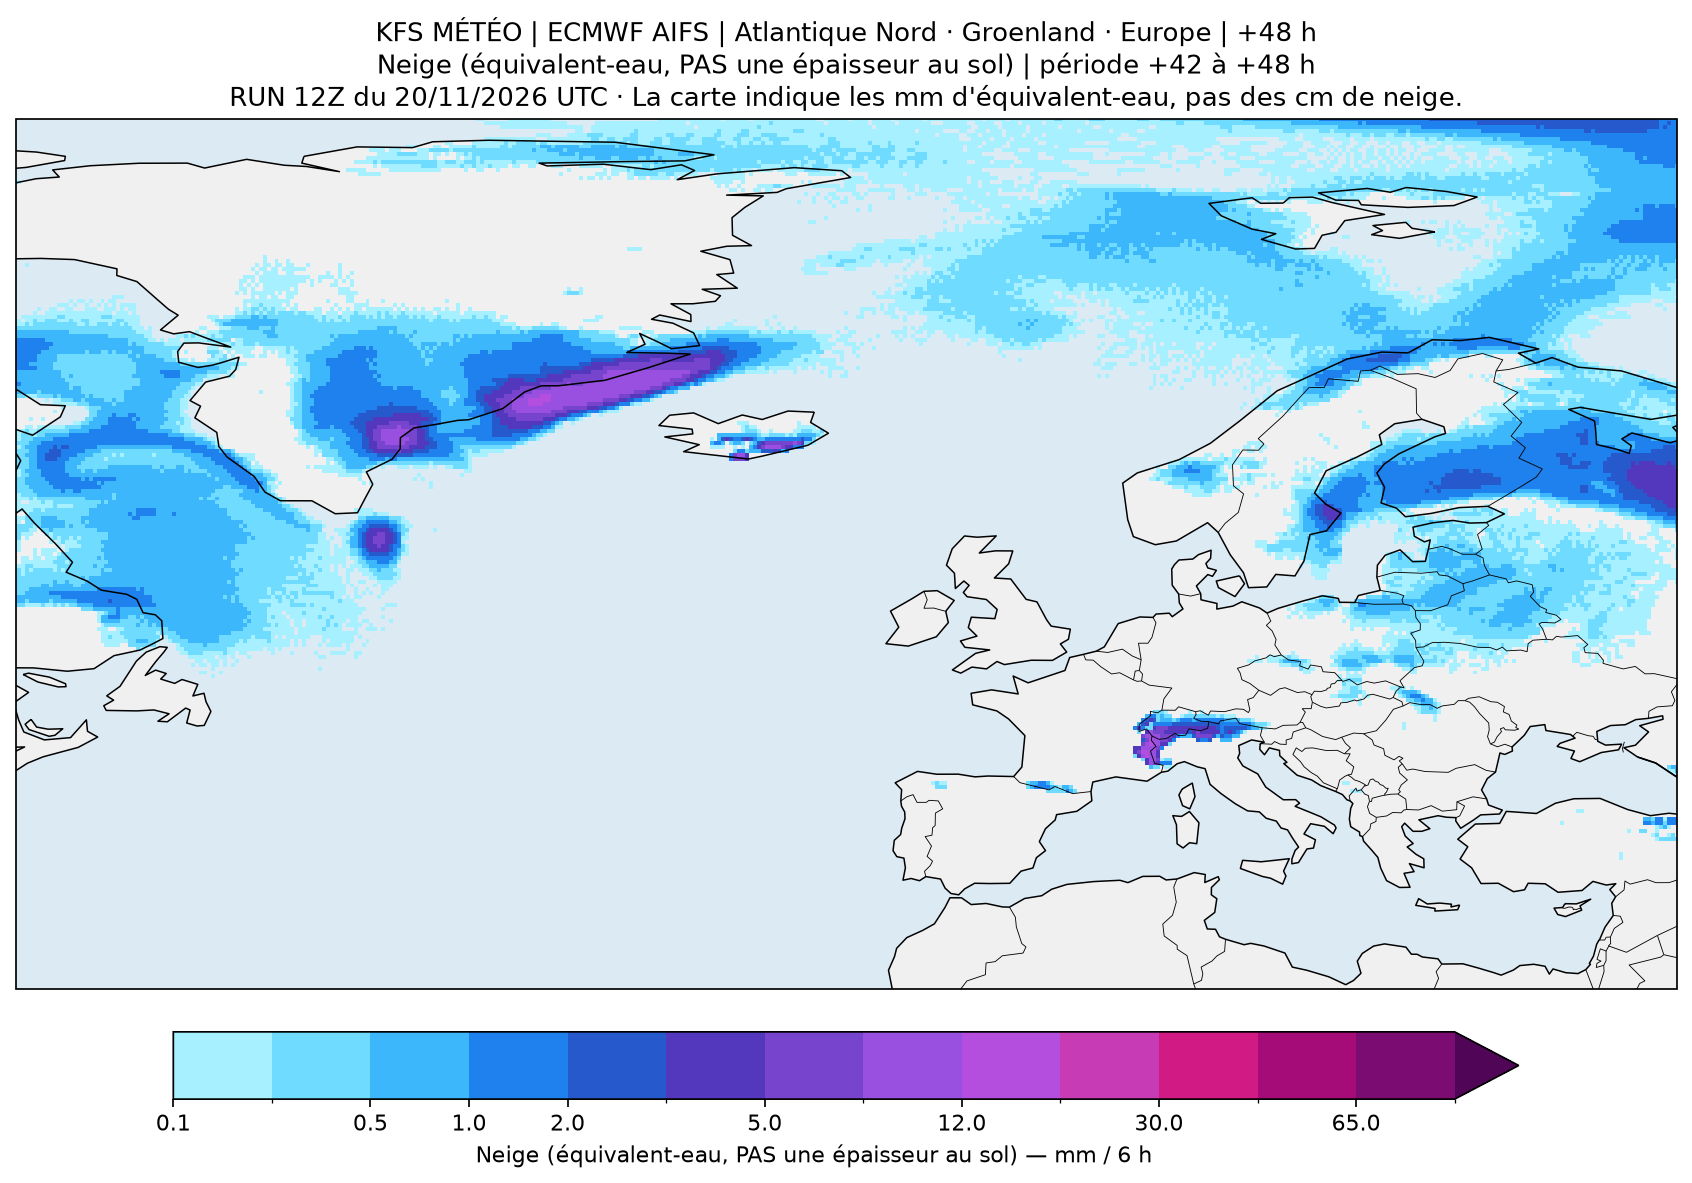 KFS MÉTÉO | ECMWF AIFS | Atlantique Nord · Groenland · Europe | +48 h
Neige (équivalent-eau, PAS une épaisseur au sol) | période +42 à +48 h
RUN 12Z du 20/11/2026 UTC · La carte indique les mm d'équivalent-eau, pas des cm de neige.
0.1 0.5 1.0 2.0 5.0 12.0 30.0 65.0
Neige (équivalent-eau, PAS une épaisseur au sol) — mm / 6 h